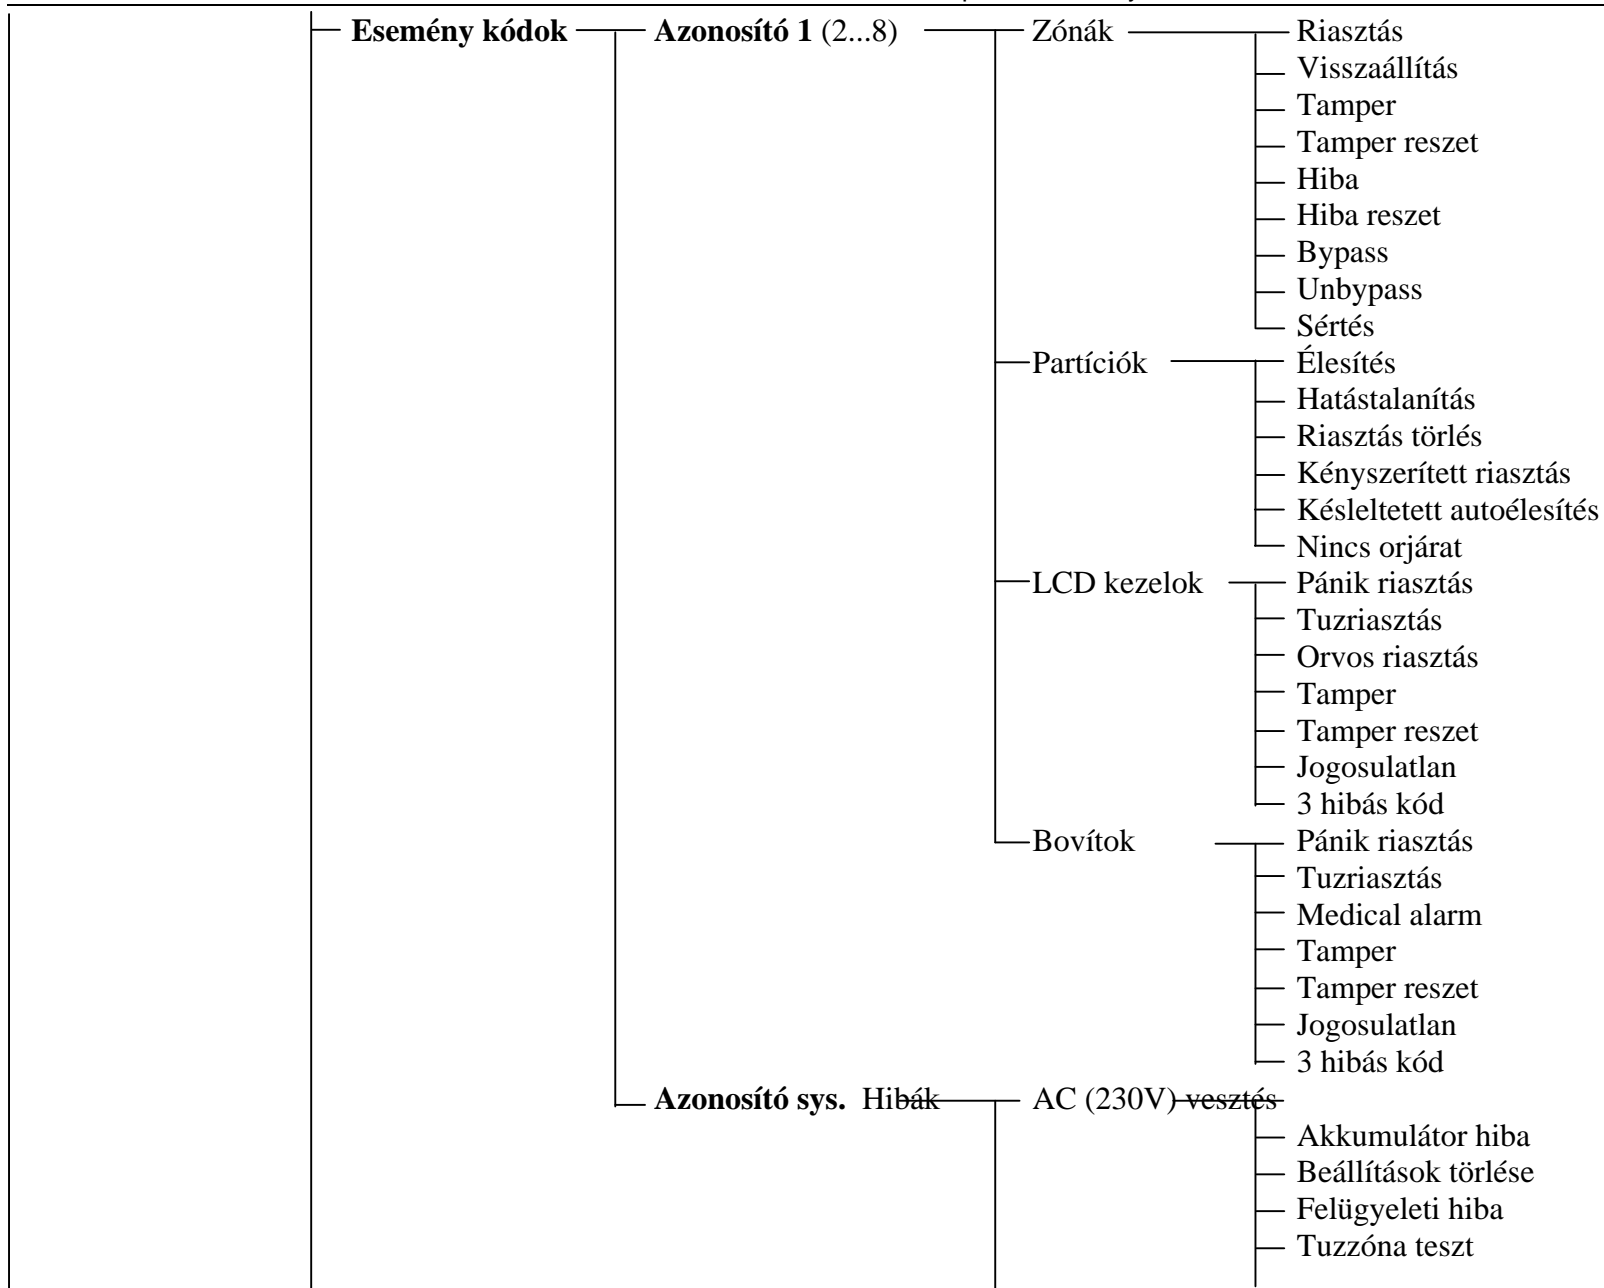 Esemény kódok Azonosító 1 (2...8) Zónák Riasztás
Visszaállítás
Tamper
Tamper reszet
Hiba
Hiba reszet
Bypass
Unbypass
Sértés
Partíciók Élesítés
Hatástalanítás
Riasztás törlés
Kényszerített riasztás
Késleltetett autoélesítés
Nincs orjárat
LCD kezelok Pánik riasztás
Tuzriasztás
Orvos riasztás
Tamper
Tamper reszet
Jogosulatlan
3 hibás kód
Bovítok Pánik riasztás
Tuzriasztás
Medical alarm
Tamper
Tamper reszet
Jogosulatlan
3 hibás kód
Azonosító sys. Hibák AC (230V) vesztés
Akkumulátor hiba
Beállítások törlése
Felügyeleti hiba
Tuzzóna teszt